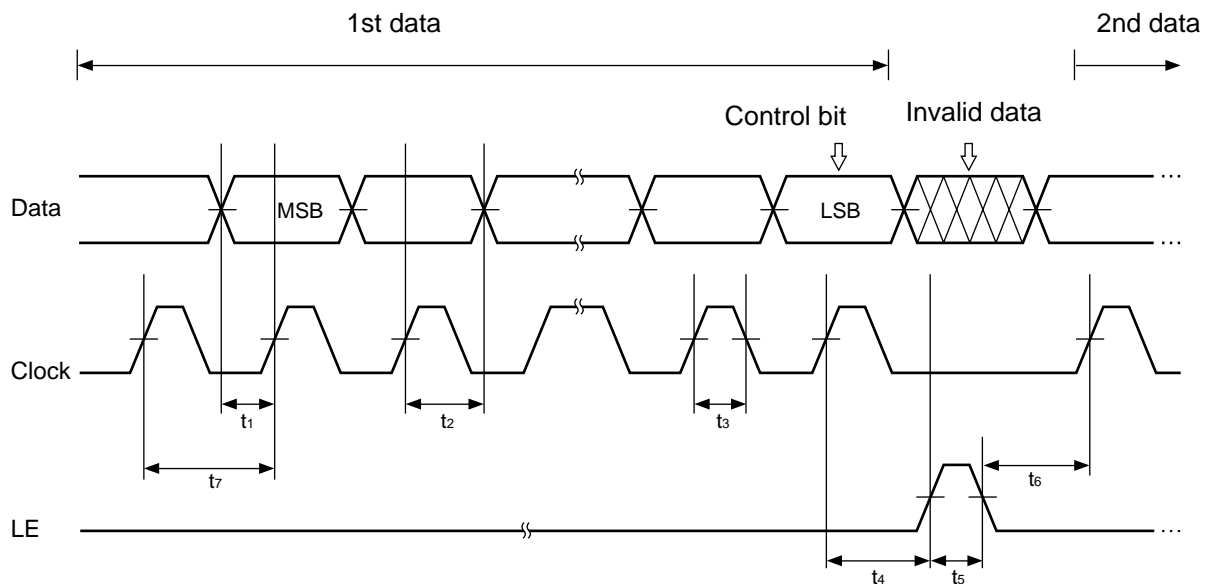 1st data
2nd data
Control bit
Invalid data
Data
MSB
LSB
...
...
Clock
t1
t2
t3
t7
t6
LE
...
t4
t5